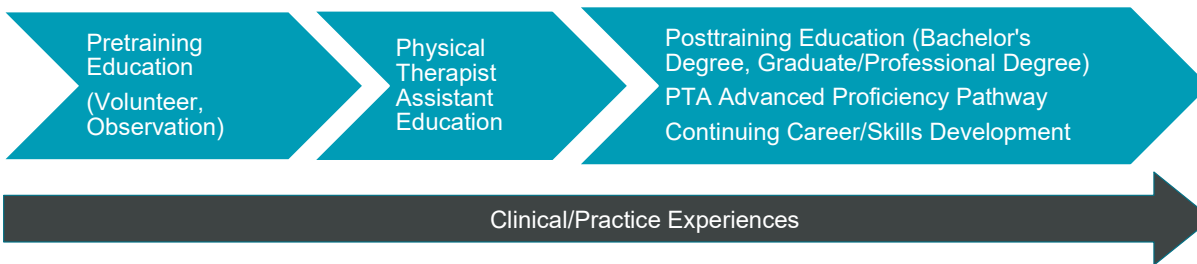 Pretraining
Education
(Volunteer,
Observation)
Physical
Therapist
Assistant
Education
Posttraining Education (Bachelor's
Degree, Graduate/Professional Degree)
PTA Advanced Proficiency Pathway
Continuing Career/Skills Development
Clinical/Practice Experiences